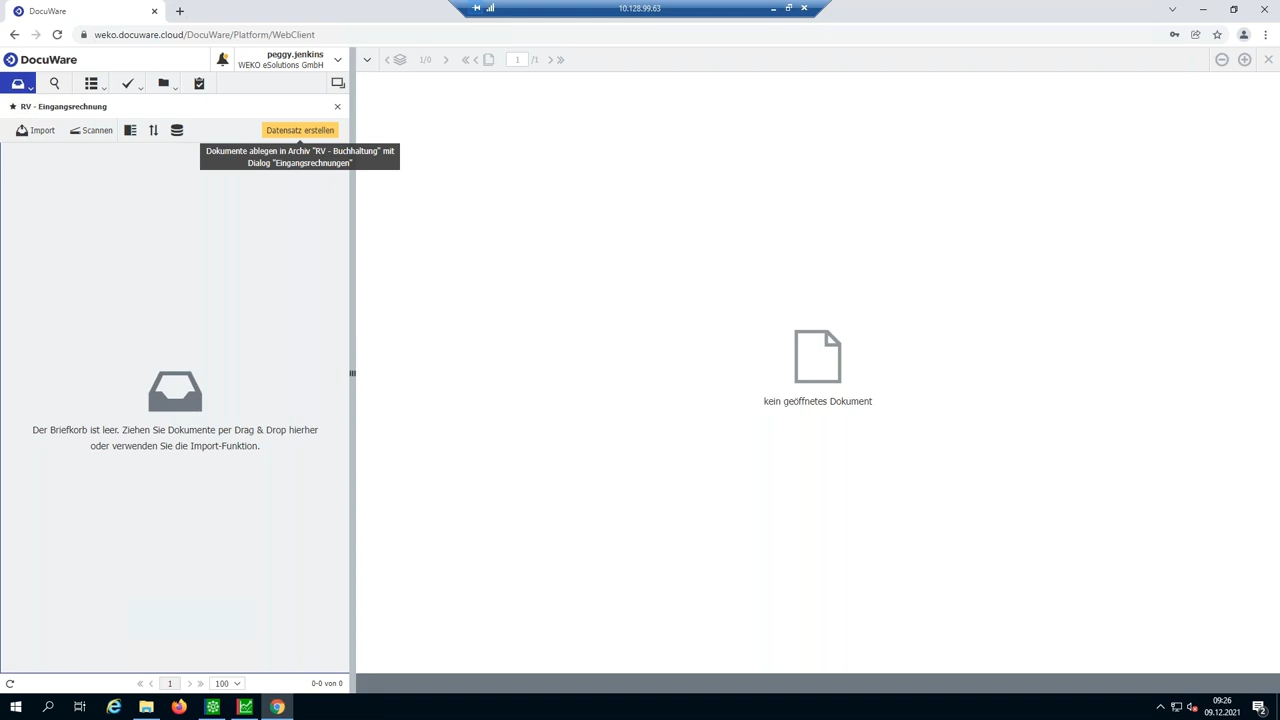 DocuWare
10.128.99.63
weko.docuware.cloud/DocuWare/Platform/WebClient
DocuWare
peggy.jenkins
WEKO eSolutions GmbH
1/0
1 /1
RV - Eingangsrechnung
Import
Scannen
Datensatz erstellen
Dokumente ablegen in Archiv "RV - Buchhaltung" mit
Dialog "Eingangsrechnungen"
kein geöffnetes Dokument
Der Briefkorb ist leer. Ziehen Sie Dokumente per Drag & Drop hierher
oder verwenden Sie die Import-Funktion.
1
100
0-0 von 0
09:26
09.12.2021
2